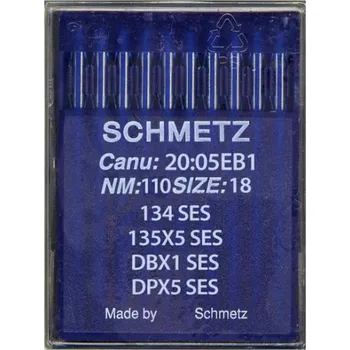 SCHMETZ
Canu: 20:05EB1
NM:110SIZE:18
134 SES
135X5 SES
DBX1 SES
DPX5 SES
Made by Schmetz